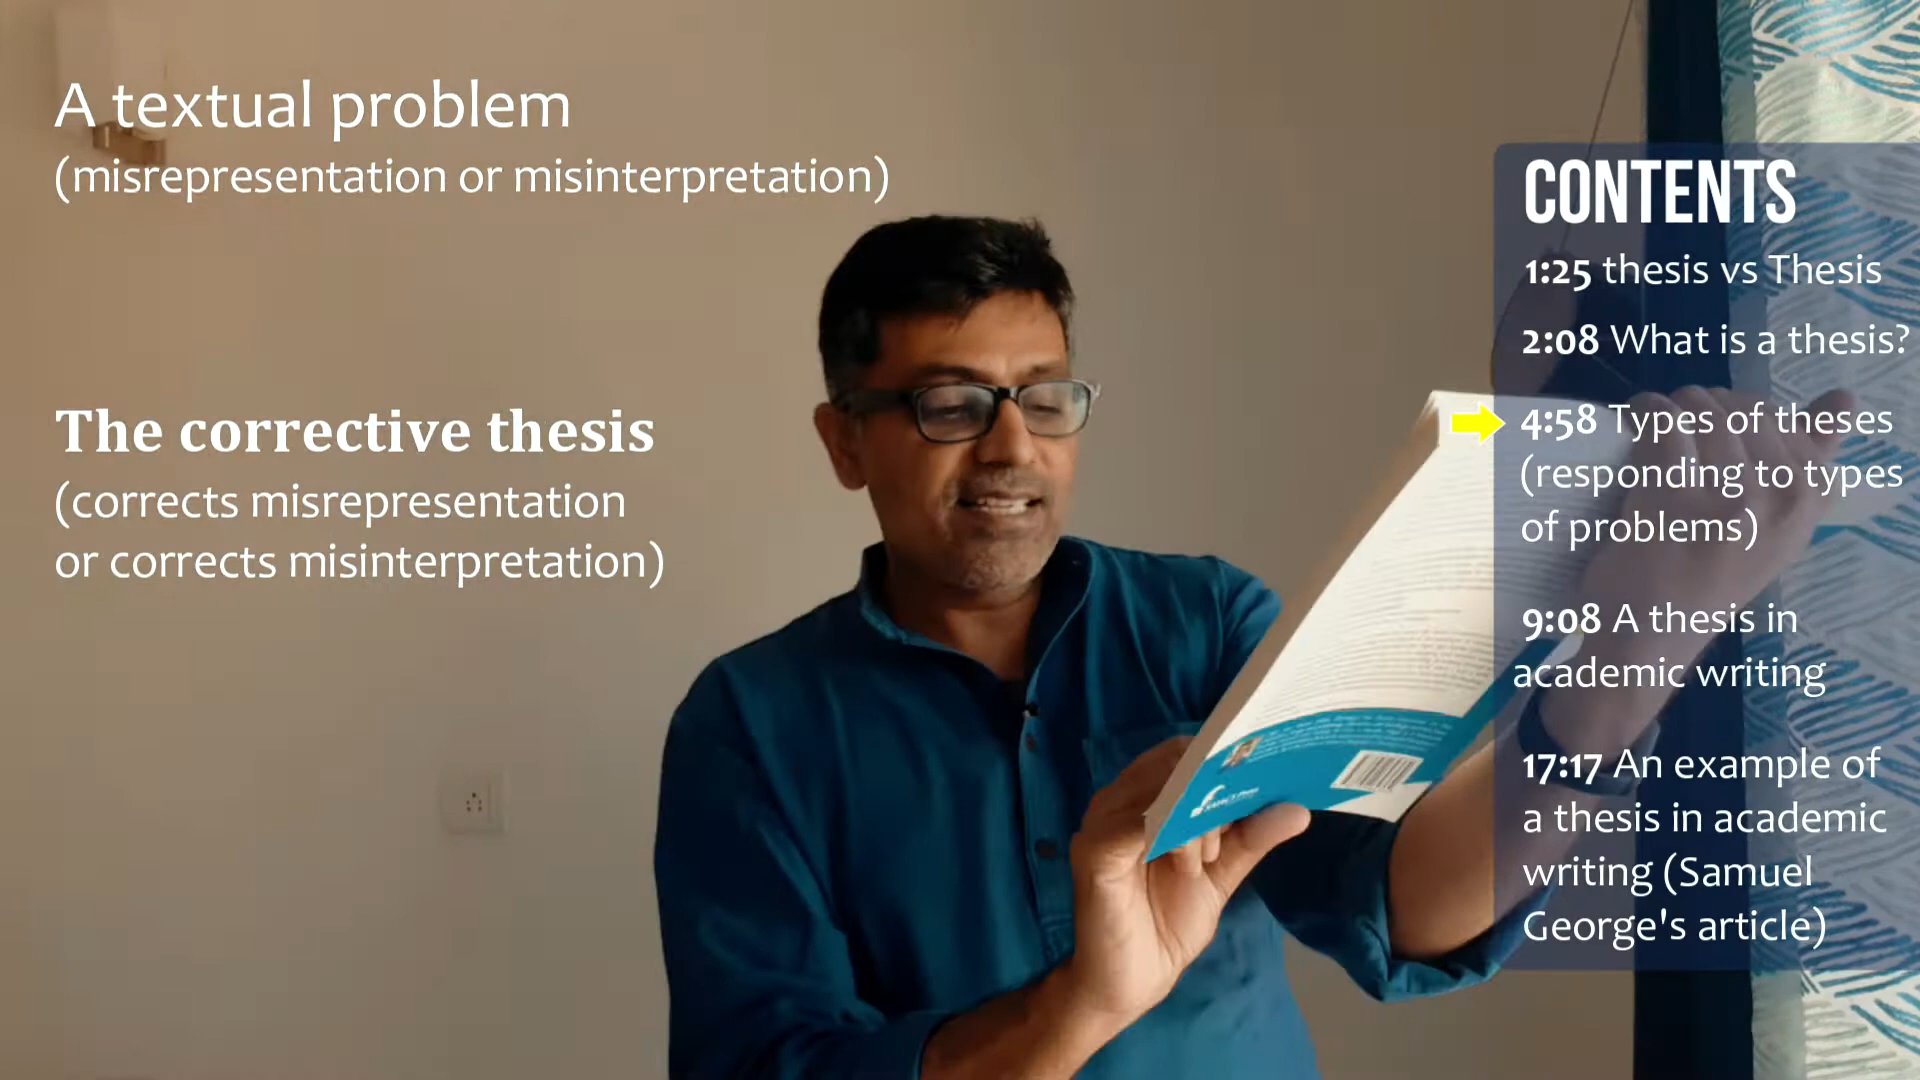 A textual problem
(misrepresentation or misinterpretation)
The corrective thesis
(corrects misrepresentation
or corrects misinterpretation)
CONTENTS
1:25 thesis vs Thesis
2:08 What is a thesis?
4:58 Types of theses
(responding to types
of problems)
9:08 A thesis in
academic writing
17:17 An example of
a thesis in academic
writing (Samuel
George's article)